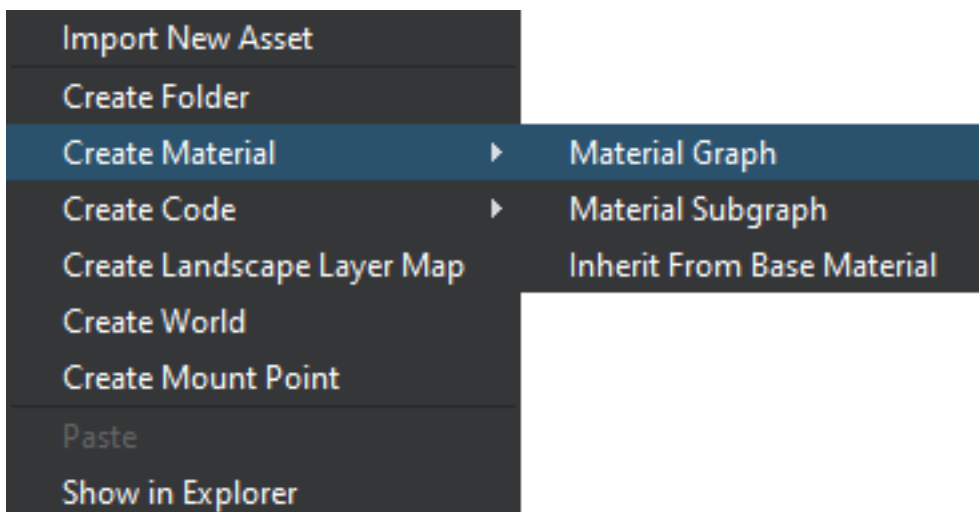 Import New Asset
Create Folder
Create Material
Material Graph
Create Code
Material Subgraph
Create Landscape Layer Map
Inherit From Base Material
Create World
Create Mount Point
Paste
Show in Explorer